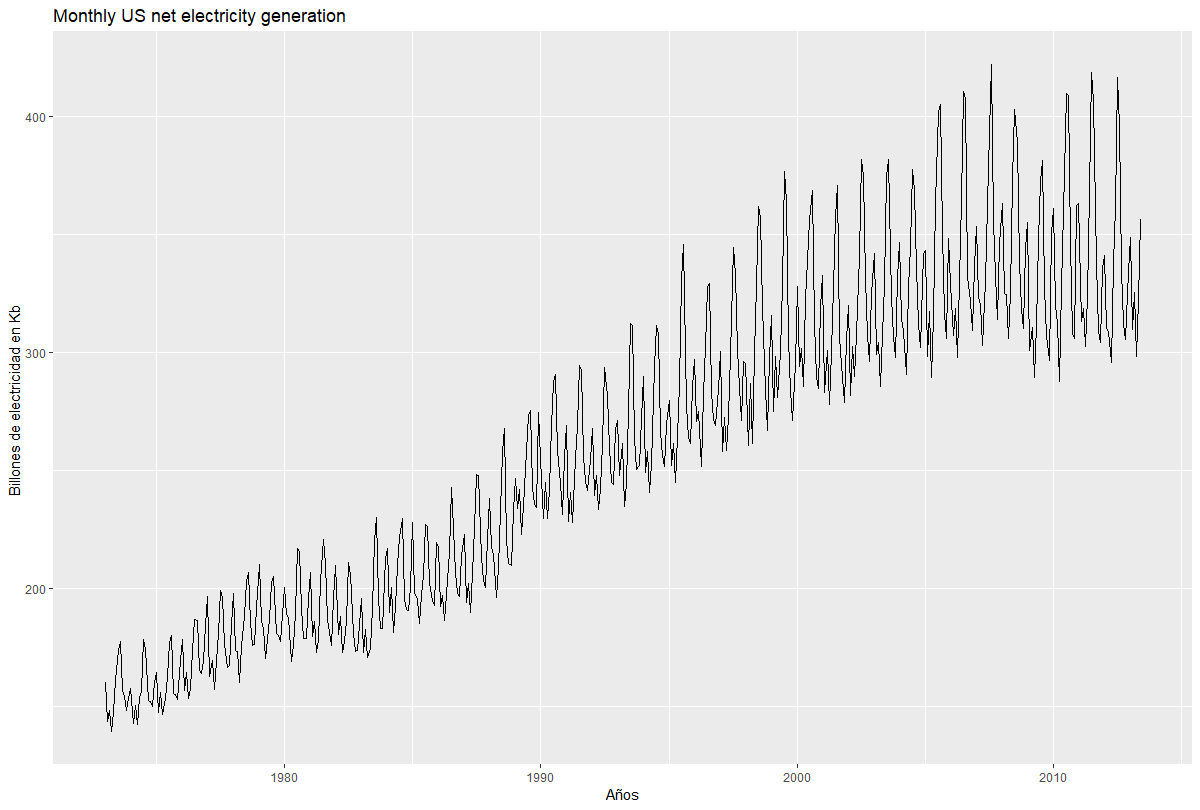 Monthly US net electricity generation
Billones de electricidad en Kb
400
300
200
1980
1990
2000
2010
Años